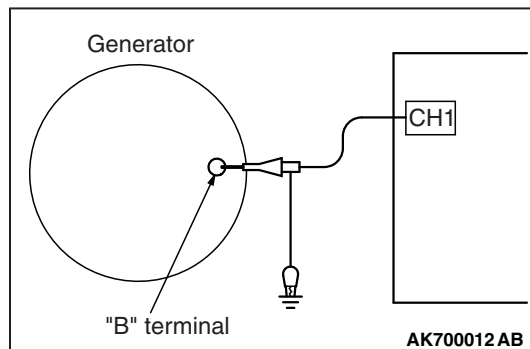 Generator
CH1
"B" terminal
AK700012 AB